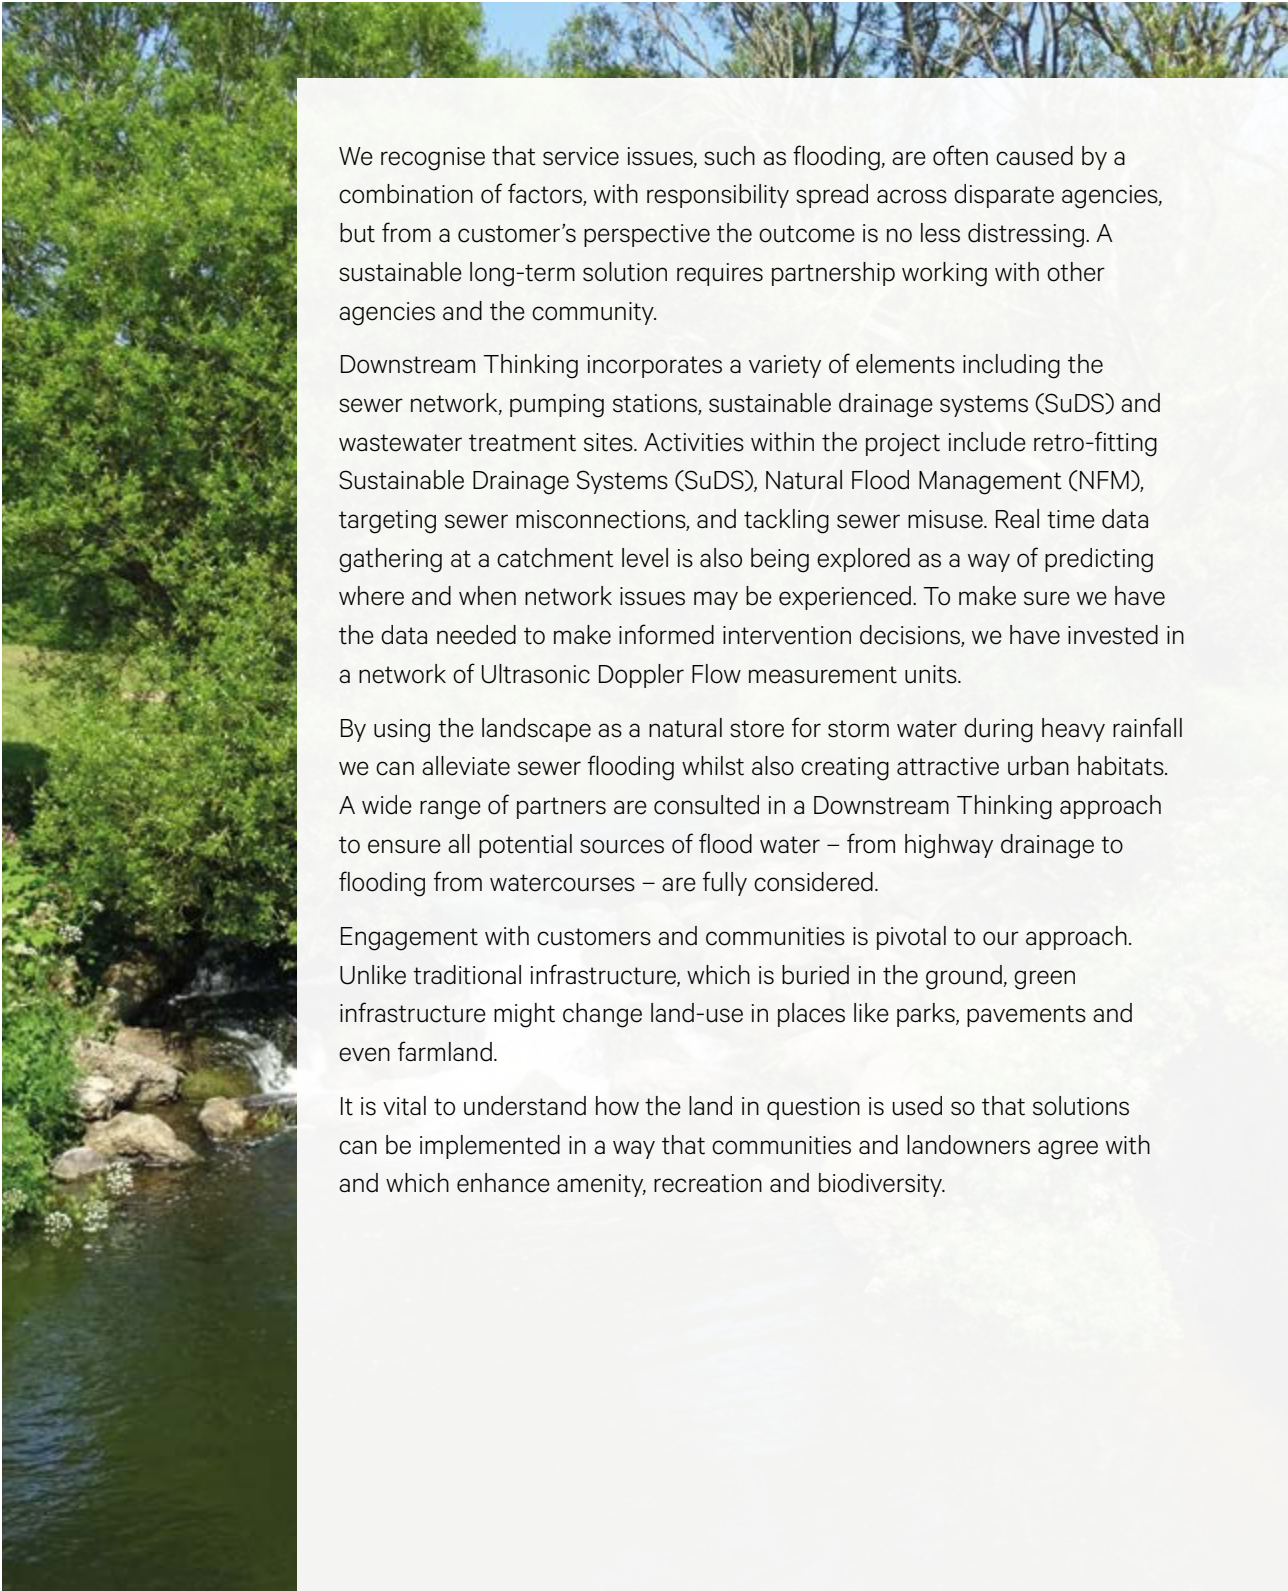 We recognise that service issues, such as flooding, are often caused by a
combination of factors, with responsibility spread across disparate agencies,
but from a customer’s perspective the outcome is no less distressing. A
sustainable long-term solution requires partnership working with other
agencies and the community.
Downstream Thinking incorporates a variety of elements including the
sewer network, pumping stations, sustainable drainage systems (SuDS) and
wastewater treatment sites. Activities within the project include retro-fitting
Sustainable Drainage Systems (SuDS), Natural Flood Management (NFM),
targeting sewer misconnections, and tackling sewer misuse. Real time data
gathering at a catchment level is also being explored as a way of predicting
where and when network issues may be experienced. To make sure we have
the data needed to make informed intervention decisions, we have invested in
a network of Ultrasonic Doppler Flow measurement units.
By using the landscape as a natural store for storm water during heavy rainfall
we can alleviate sewer flooding whilst also creating attractive urban habitats.
A wide range of partners are consulted in a Downstream Thinking approach
to ensure all potential sources of flood water – from highway drainage to
flooding from watercourses – are fully considered.
Engagement with customers and communities is pivotal to our approach.
Unlike traditional infrastructure, which is buried in the ground, green
infrastructure might change land-use in places like parks, pavements and
even farmland.
It is vital to understand how the land in question is used so that solutions
can be implemented in a way that communities and landowners agree with
and which enhance amenity, recreation and biodiversity.